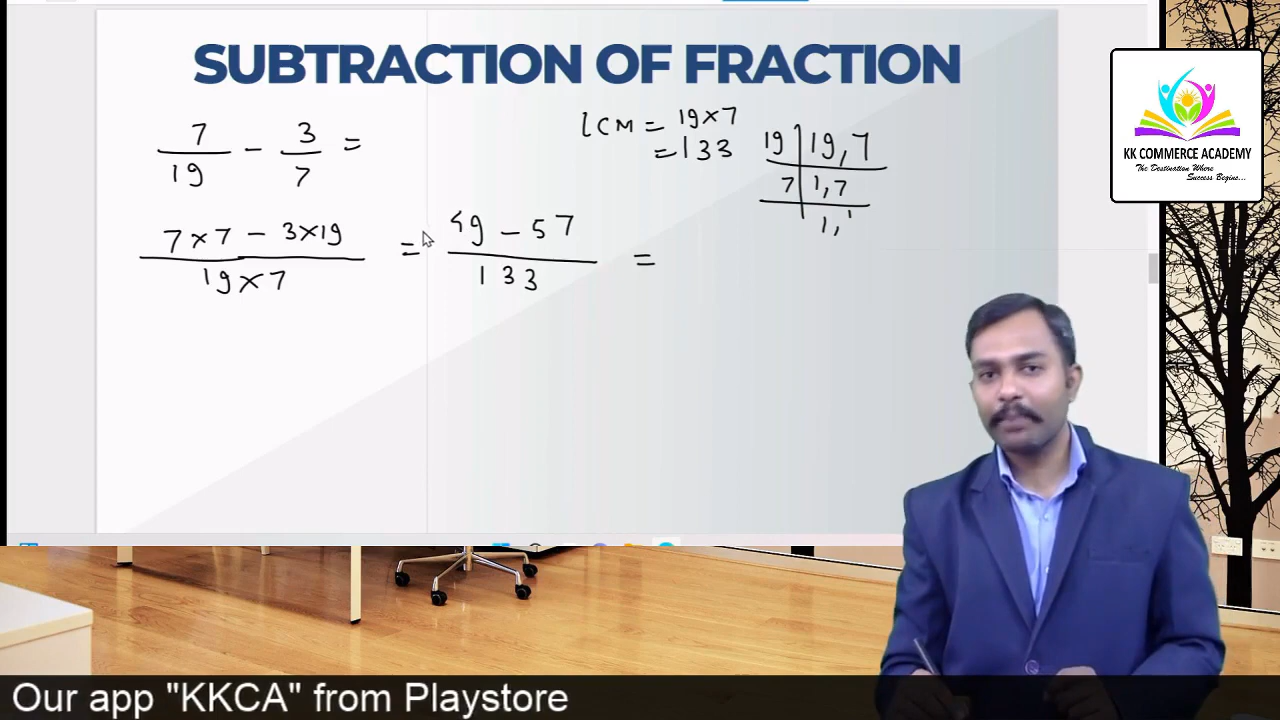 SUBTRACTION OF FRACTION
7/19 - 3/7 =
LCM = 19×7
= 133
19 | 19, 7
7 | 1, 7
1, 1
(7×7 - 3×19)/(19×7) = (49 - 57)/133 =
KK COMMERCE ACADEMY
The Destination Where
Success Begins...
Our app "KKCA" from Playstore